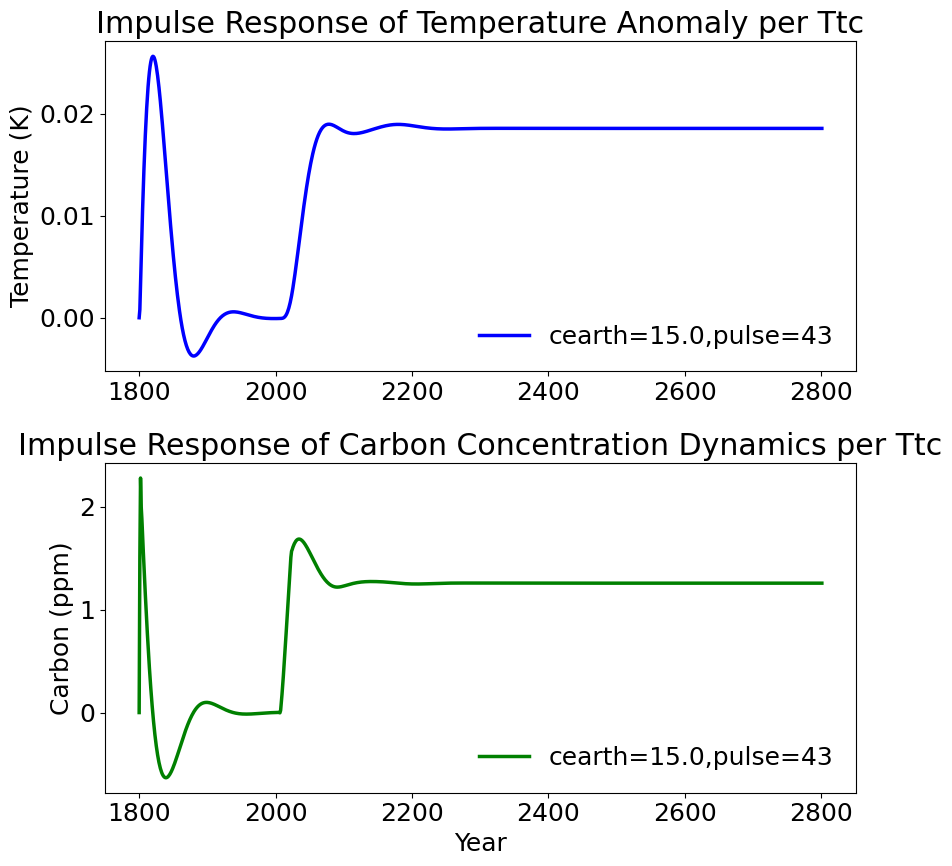 Impulse Response of Temperature Anomaly per Ttc
Temperature (K)
0.02
0.01
0.00
cearth=15.0,pulse=43
1800 2000 2200 2400 2600 2800
Impulse Response of Carbon Concentration Dynamics per Ttc
Carbon (ppm)
2
1
0
cearth=15.0,pulse=43
1800 2000 2200 2400 2600 2800
Year